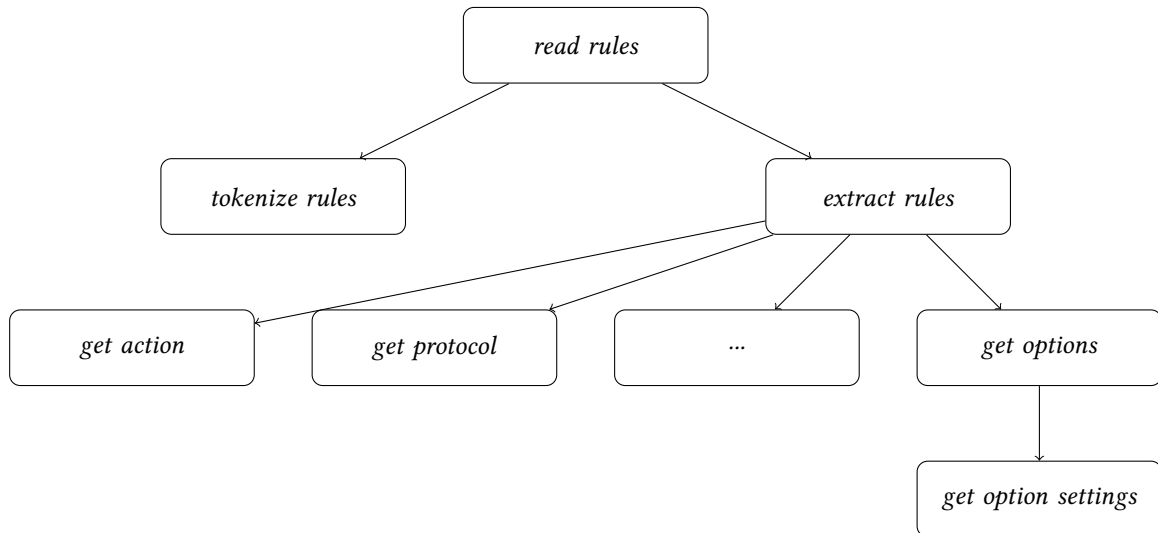 read rules
tokenize rules
extract rules
get action
get protocol
...
get options
get option settings